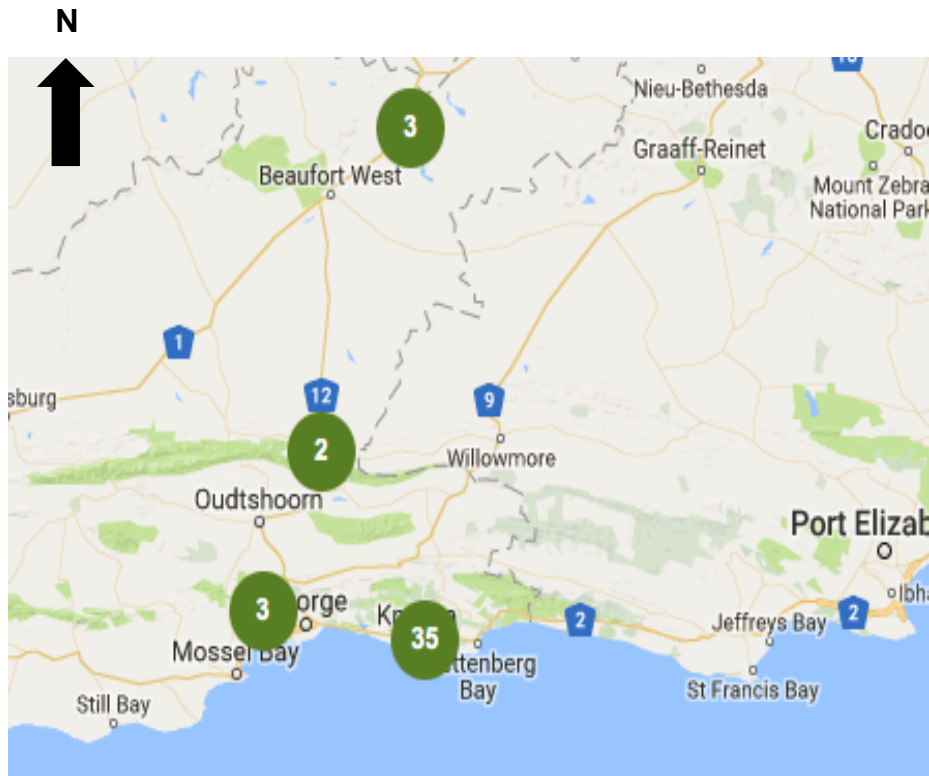 N
18
Nieu-Bethesda
3
Cradoc
Graaff-Reinet
Beaufort West
Mount Zebra
National Park
1
sburg
12
9
2
Willowmore
Oudtshoorn
Port Elizab
Ibha
3
orge
Kn
a
35
2
2
Jeffreys Bay
Mossel Bay
ettenberg
Bay
St Francis Bay
Still Bay